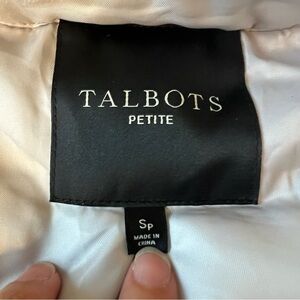 TALBOTS
PETITE
Sp
MADE IN
CHINA